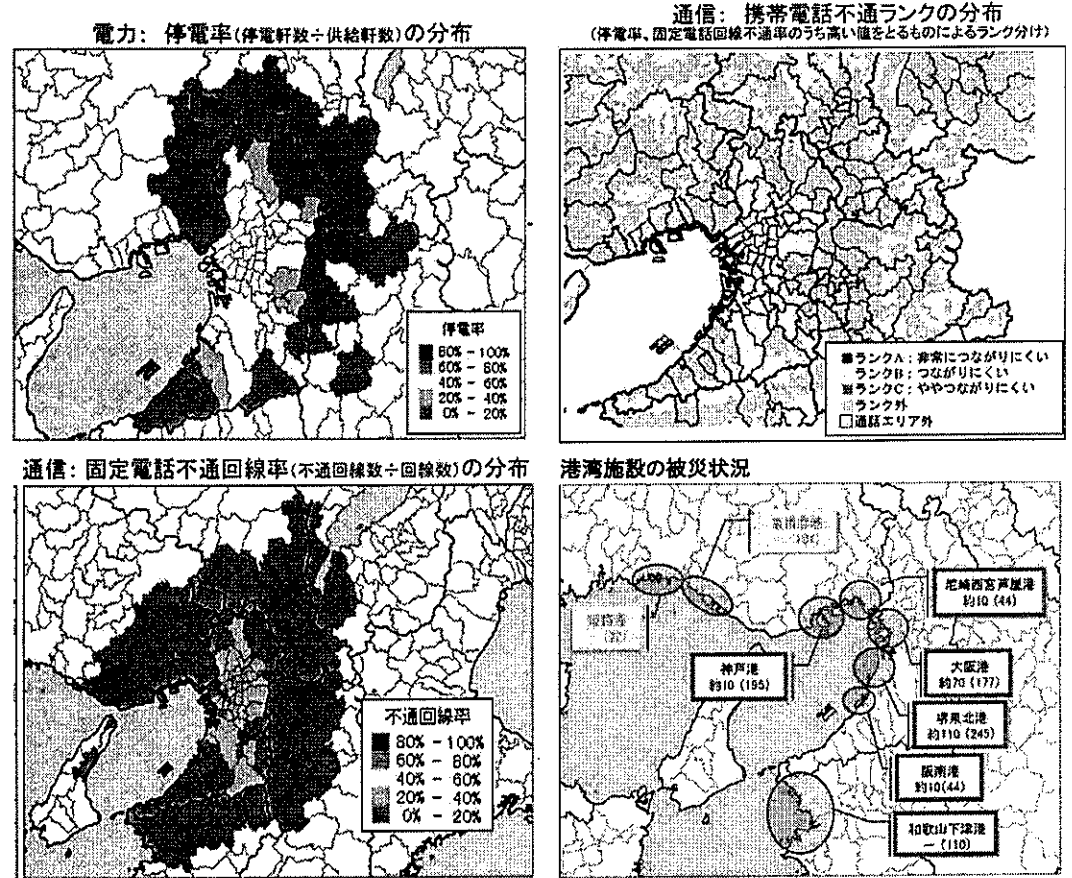 電力: 停電率(停電軒数÷供給軒数)の分布
停電率
80% - 100%
60% - 80%
40% - 60%
20% - 40%
0% - 20%
通信: 携帯電話不通ランクの分布
(停電率、固定電話回線不通率のうち高い値をとるものによるランク分け)
ランクA: 非常につながりにくい
ランクB: つながりにくい
ランクC: ややつながりにくい
ランク外
通話エリア外
通信: 固定電話不通回線率(不通回線数÷回線数)の分布
不通回線率
80% - 100%
60% - 80%
40% - 60%
20% - 40%
0% - 20%
港湾施設の被災状況
尼崎西宮芦屋港
約10 (44)
神戸港
約10 (195)
大阪港
約70 (177)
堺泉北港
約110 (245)
阪南港
約10(44)
和歌山下津港
ー (110)